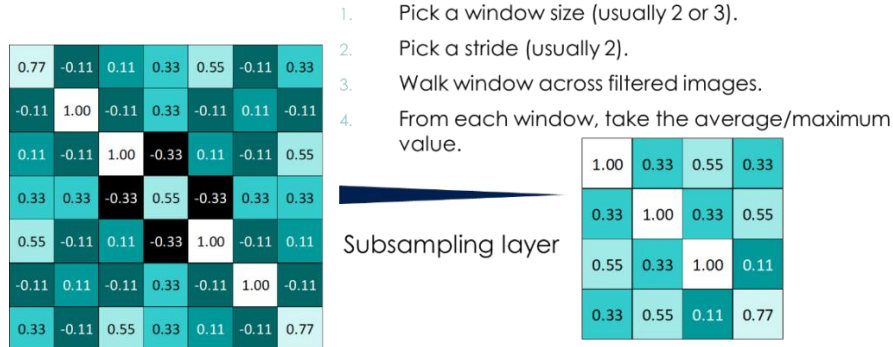 1. Pick a window size (usually 2 or 3).
2. Pick a stride (usually 2).
3. Walk window across filtered images.
4. From each window, take the average/maximum
value.
0.77 -0.11 0.11 0.33 0.55 -0.11 0.33
-0.11 1.00 -0.11 0.33 -0.11 0.11 -0.11
0.11 -0.11 1.00 -0.33 0.11 -0.11 0.55
0.33 0.33 -0.33 0.55 -0.33 0.33 0.33
0.55 -0.11 0.11 -0.33 1.00 -0.11 0.11
-0.11 0.11 -0.11 0.33 -0.11 1.00 -0.11
0.33 -0.11 0.55 0.33 0.11 -0.11 0.77
Subsampling layer
1.00 0.33 0.55 0.33
0.33 1.00 0.33 0.55
0.55 0.33 1.00 0.11
0.33 0.55 0.11 0.77